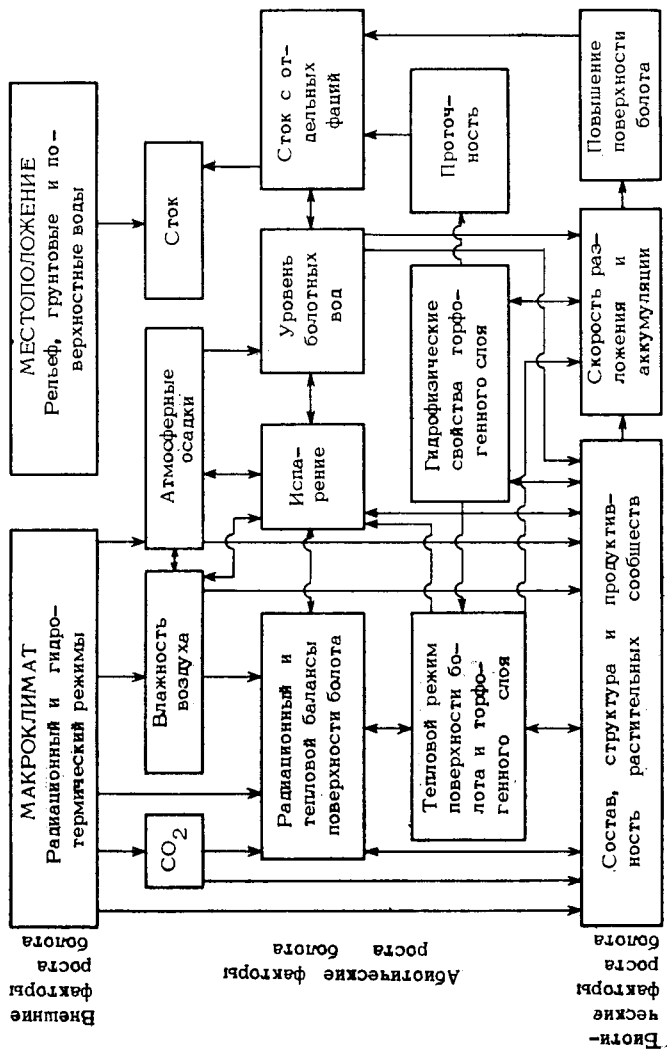 Внешние
факторы
роста
болота
МАКРОКЛИМАТ
Радиационный и гидро-
термический режимы
МЕСТОПОЛОЖЕНИЕ
Рельеф, грунтовые и по-
верхностные воды
Абиотические факторы
роста
болота
CO2
Влажность
воздуха
Атмосферные
осадки
Сток
Радиационный и
тепловой балансы
поверхности болота
Испа-
рение
Уровень
болотных
вод
Сток с от-
дельных
фаций
Тепловой режим
поверхности бо-
лота и торфо-
генного слоя
Гидрофизические
свойства торфо-
генного слоя
Проточ-
ность
Биоти-
ческие
факторы
роста
болота
Состав, структура и продуктив-
ность растительных сообществ
Скорость раз-
ложения и
аккумуляции
Повышение
поверхности
болота